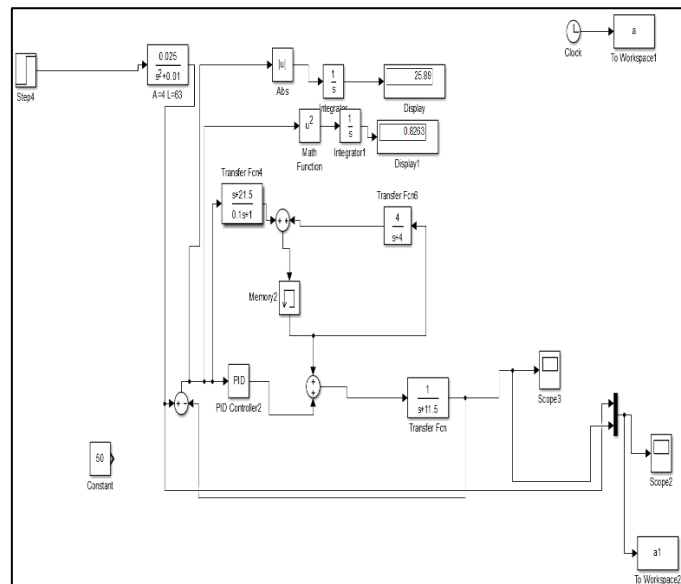 a
Clock
To Workspace1
Step4
0.025
s²+0.01
A=4 L=63
|u|
Abs
1
s
Integrator
25.89
Display
u²
Math
Function
1
s
Integrator1
0.8263
Display1
Transfer Fcn4
s+21.5
0.1s+1
+ +
Transfer Fcn6
4
s+4
Memory2
PID
PID Controller2
+ -
+
+
1
s+11.5
Transfer Fcn
Scope3
50
Constant
Scope2
a1
To Workspace2